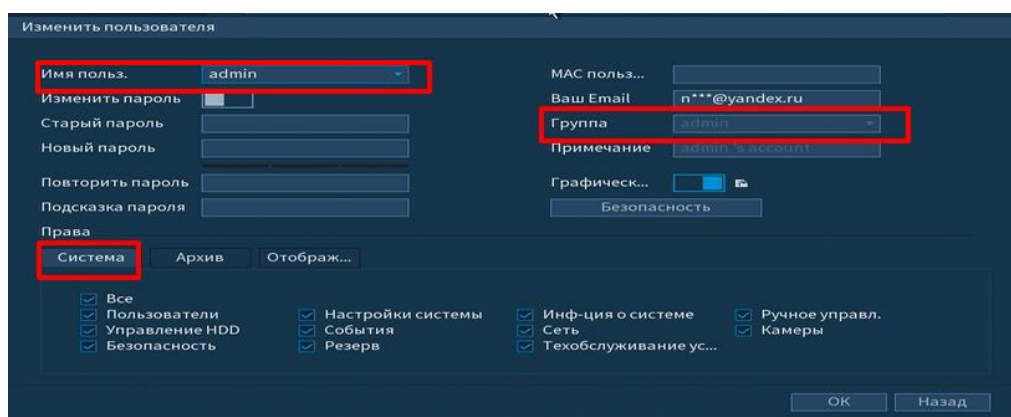 Изменить пользователя
Имя польз. admin
МАС польз...
Изменить пароль
Ваш Email n***@yandex.ru
Старый пароль
Группа admin
Новый пароль
Примечание admin 's account
Повторить пароль
Графическ...
Подсказка пароля
Безопасность
Права
Система Архив Отображ...
Все
Пользователи Настройки системы Инф-ция о системе Ручное управл.
Управление HDD События Сеть Камеры
Безопасность Резерв Техобслуживание ус...
ОК Назад